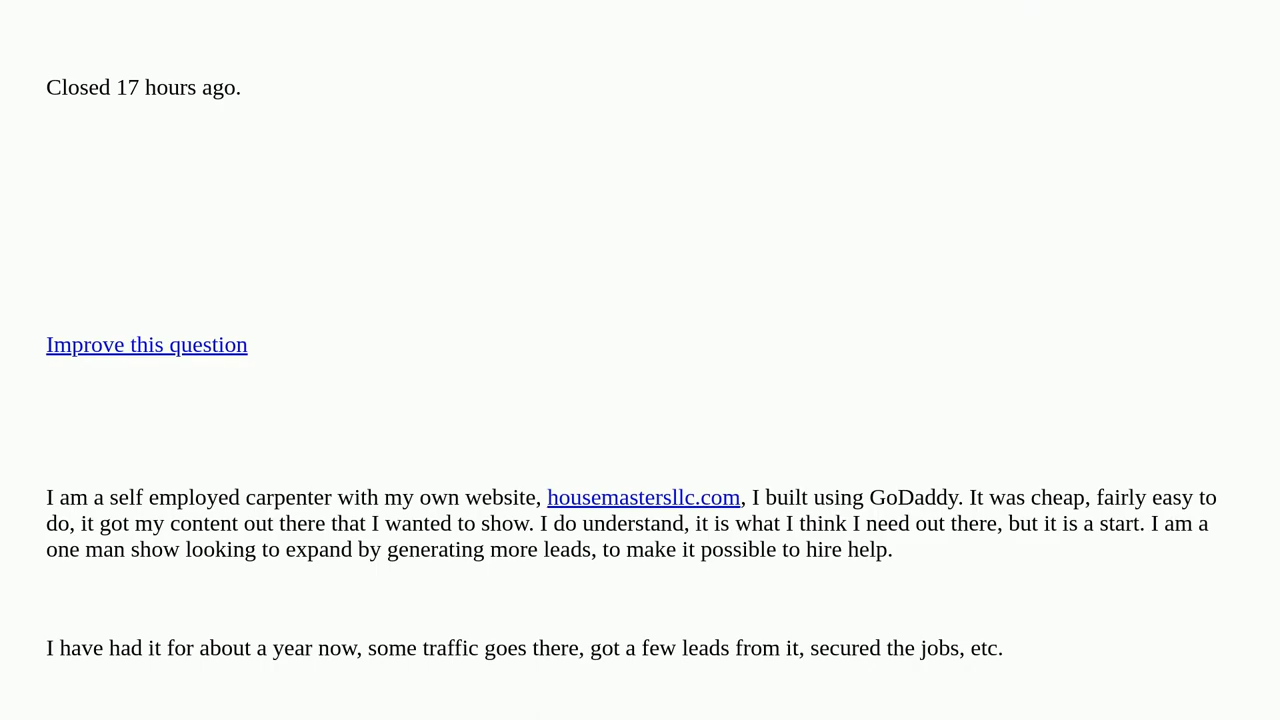 Closed 17 hours ago.
Improve this question
I am a self employed carpenter with my own website, housemastersllc.com, I built using GoDaddy. It was cheap, fairly easy to
do, it got my content out there that I wanted to show. I do understand, it is what I think I need out there, but it is a start. I am a
one man show looking to expand by generating more leads, to make it possible to hire help.
I have had it for about a year now, some traffic goes there, got a few leads from it, secured the jobs, etc.